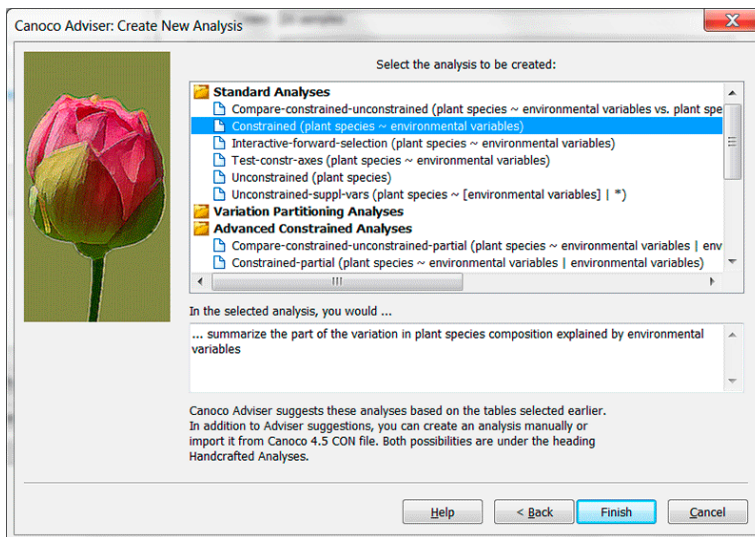 Canoco Adviser: Create New Analysis
Select the analysis to be created:
Standard Analyses
Compare-constrained-unconstrained (plant species ~ environmental variables vs. plant spe
Constrained (plant species ~ environmental variables)
Interactive-forward-selection (plant species ~ environmental variables)
Test-constr-axes (plant species ~ environmental variables)
Unconstrained (plant species)
Unconstrained-suppl-vars (plant species ~ [environmental variables] | *)
Variation Partitioning Analyses
Advanced Constrained Analyses
Compare-constrained-unconstrained-partial (plant species ~ environmental variables | env
Constrained-partial (plant species ~ environmental variables | environmental variables)
In the selected analysis, you would ...
... summarize the part of the variation in plant species composition explained by environmental
variables
Canoco Adviser suggests these analyses based on the tables selected earlier.
In addition to Adviser suggestions, you can create an analysis manually or
import it from Canoco 4.5 CON file. Both possibilities are under the heading
Handcrafted Analyses.
Help < Back Finish Cancel